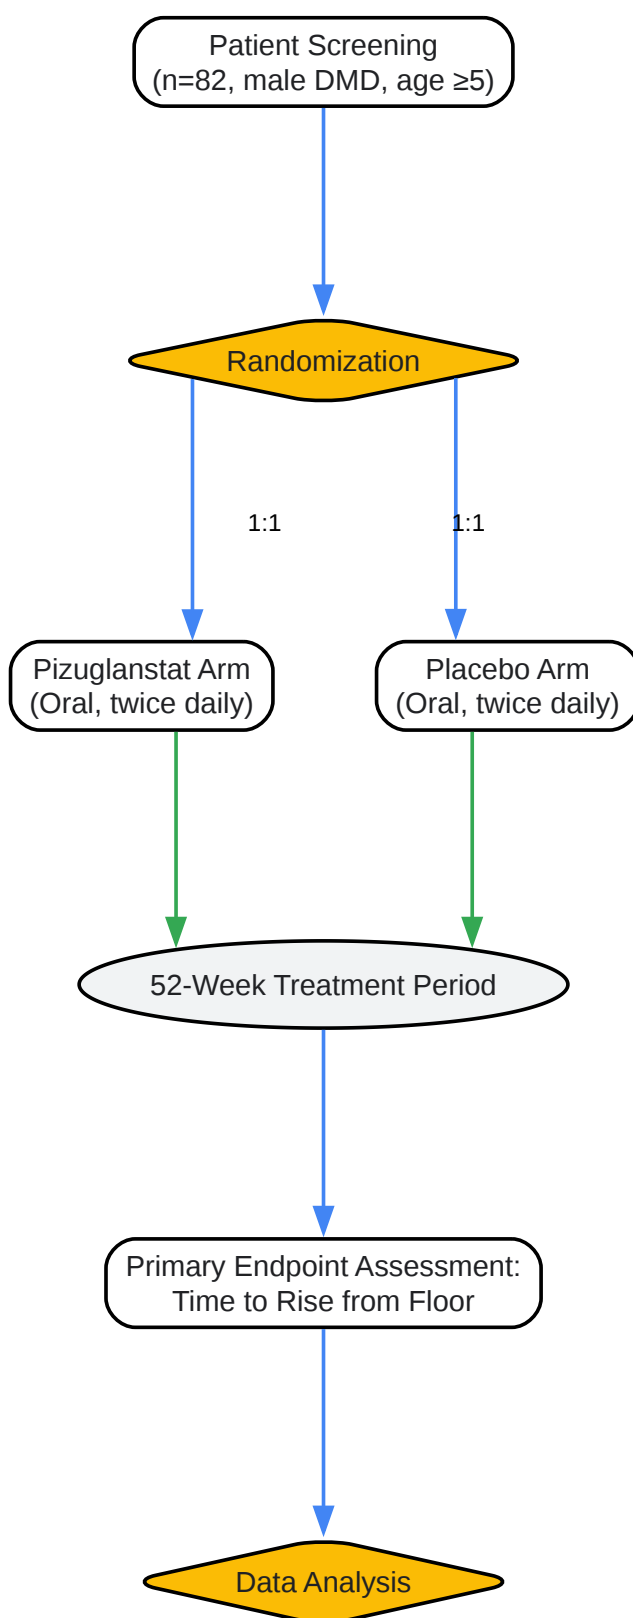 Patient Screening
(n=82, male DMD, age ≥5)
Randomization
1:1
1:1
Pizuglanstat Arm
(Oral, twice daily)
Placebo Arm
(Oral, twice daily)
52-Week Treatment Period
Primary Endpoint Assessment:
Time to Rise from Floor
Data Analysis